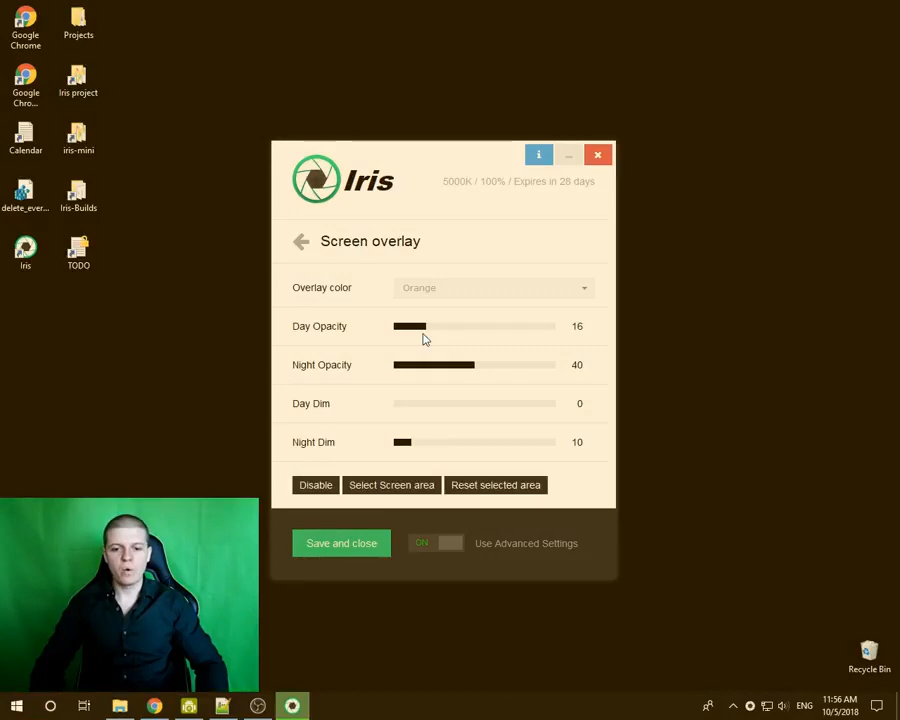 Google
Chrome
Projects
Google
Chro...
Iris project
Calendar
iris-mini
delete_ever...
Iris-Builds
Iris
TODO
i
Iris
5000K / 100% / Expires in 28 days
Screen overlay
Overlay color
Orange
Day Opacity
16
Night Opacity
40
Day Dim
0
Night Dim
10
Disable
Select Screen area
Reset selected area
Save and close
ON
Use Advanced Settings
Recycle Bin
ENG
11:56 AM
10/5/2018